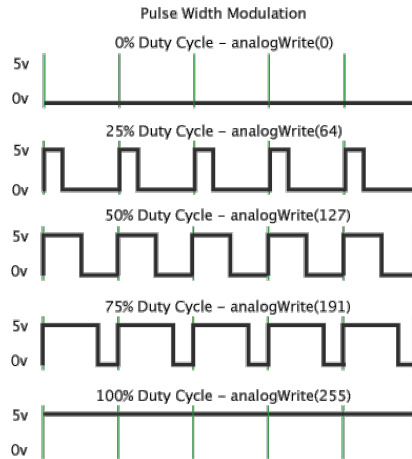 Pulse Width Modulation
0% Duty Cycle – analogWrite(0)
5v
0v
25% Duty Cycle – analogWrite(64)
5v
0v
50% Duty Cycle – analogWrite(127)
5v
0v
75% Duty Cycle – analogWrite(191)
5v
0v
100% Duty Cycle – analogWrite(255)
5v
0v